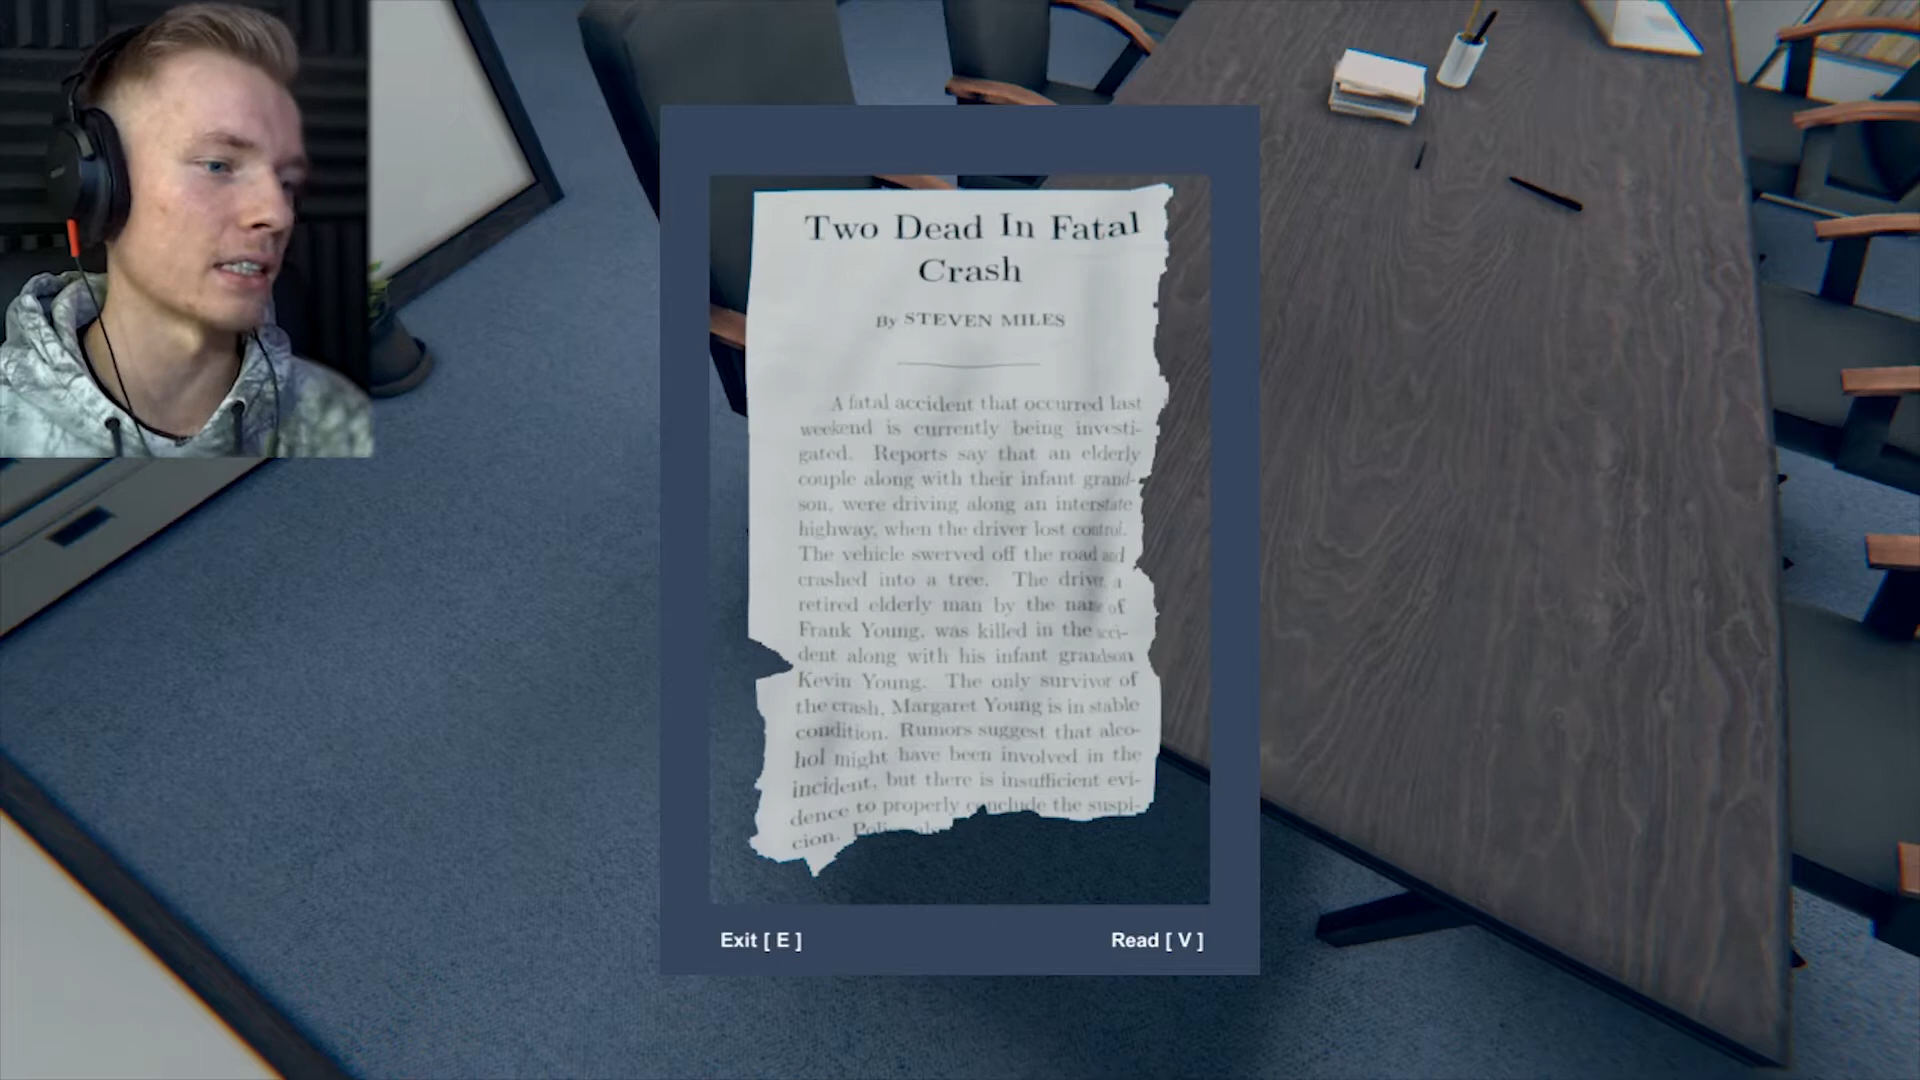 Two Dead In Fatal
Crash
By STEVEN MILES
A fatal accident that occurred last
weekend is currently being investi-
gated. Reports say that an elderly
couple along with their infant grand-
son, were driving along an interstate
highway, when the driver lost control.
The vehicle swerved off the road and
crashed into a tree. The driver, a
retired elderly man by the name of
Frank Young, was killed in the acci-
dent along with his infant grandson
Kevin Young. The only survivor of
the crash, Margaret Young is in stable
condition. Rumors suggest that alco-
hol might have been involved in the
incident, but there is insufficient evi-
dence to properly conclude the suspi-
cion.
Exit [ E ]
Read [ V ]